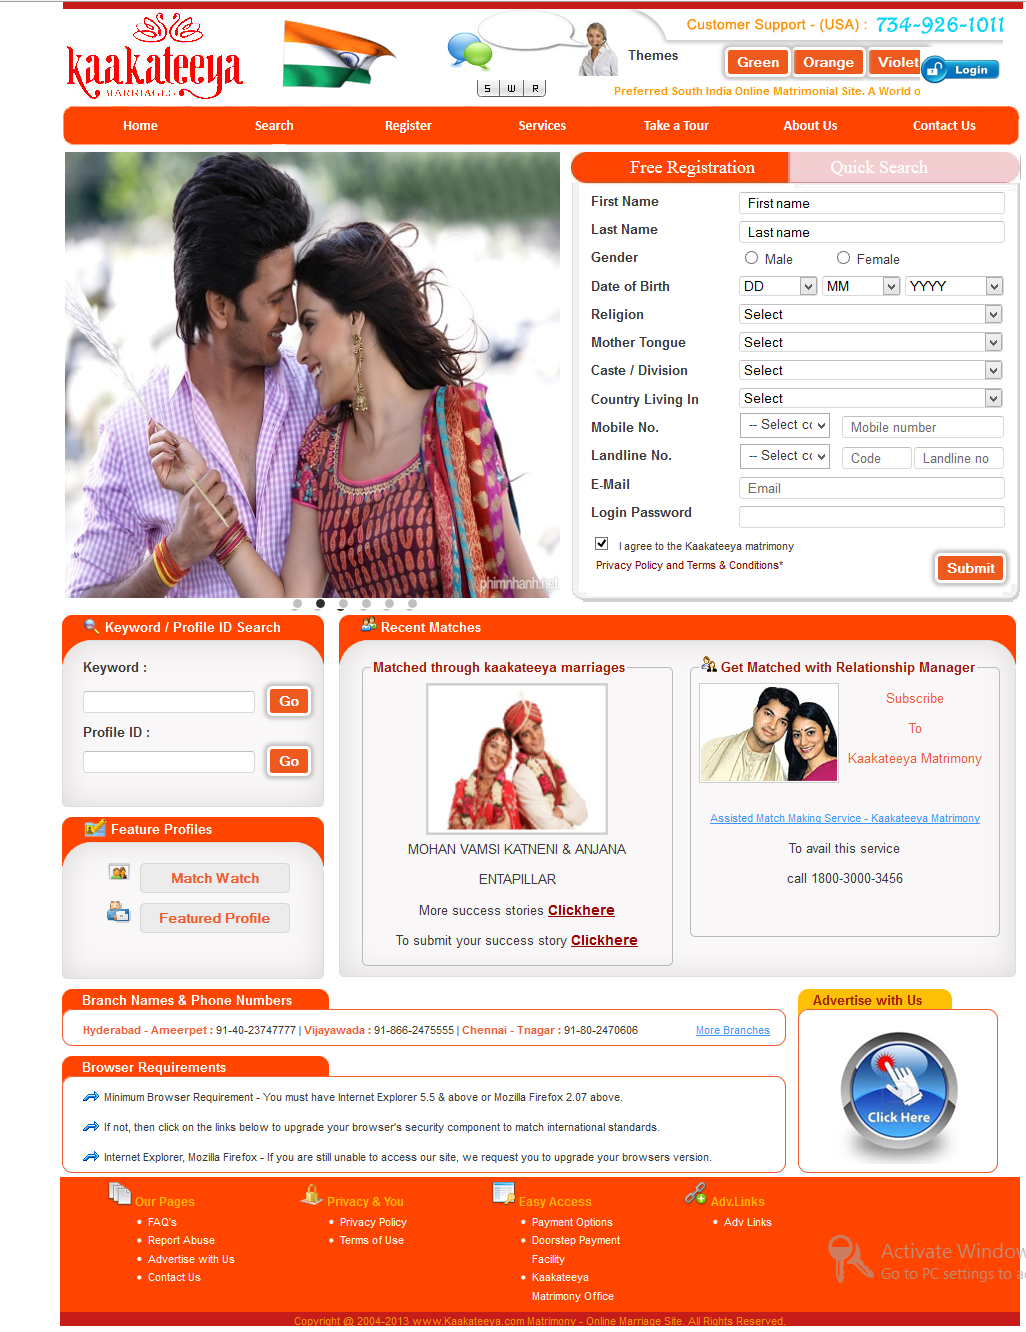 kaakateeya
MARRIAGES
S W R
Themes
Customer Support - (USA) : 734-926-1011
Green Orange Violet
Login
Preferred South India Online Matrimonial Site. A World o
Home Search Register Services Take a Tour About Us Contact Us
phimnhanh.net
Free Registration Quick Search
First Name First name
Last Name Last name
Gender Male Female
Date of Birth DD MM YYYY
Religion Select
Mother Tongue Select
Caste / Division Select
Country Living In Select
Mobile No. -- Select cc Mobile number
Landline No. -- Select cc Code Landline no
E-Mail Email
Login Password
I agree to the Kaakateeya matrimony
Privacy Policy and Terms & Conditions*
Submit
Keyword / Profile ID Search
Keyword :
Go
Profile ID :
Go
Feature Profiles
Match Watch
Featured Profile
Recent Matches
Matched through kaakateeya marriages
MOHAN VAMSI KATNENI & ANJANA
ENTAPILLAR
More success stories Clickhere
To submit your success story Clickhere
Get Matched with Relationship Manager
Subscribe
To
Kaakateeya Matrimony
Assisted Match Making Service - Kaakateeya Matrimony
To avail this service
call 1800-3000-3456
Branch Names & Phone Numbers
Hyderabad - Ameerpet : 91-40-23747777 | Vijayawada : 91-866-2475555 | Chennai - Tnagar : 91-80-2470606 More Branches
Browser Requirements
Minimum Browser Requirement - You must have Internet Explorer 5.5 & above or Mozilla Firefox 2.07 above.
If not, then click on the links below to upgrade your browser's security component to match international standards.
Internet Explorer, Mozilla Firefox - If you are still unable to access our site, we request you to upgrade your browsers version.
Advertise with Us
Click Here
Our Pages
FAQ's
Report Abuse
Advertise with Us
Contact Us
Privacy & You
Privacy Policy
Terms of Use
Easy Access
Payment Options
Doorstep Payment
Facility
Kaakateeya
Matrimony Office
Adv.Links
Adv Links
Activate Window
Go to PC settings to a
Copyright @ 2004-2013 www.Kaakateeya.com Matrimony - Online Marriage Site. All Rights Reserved.